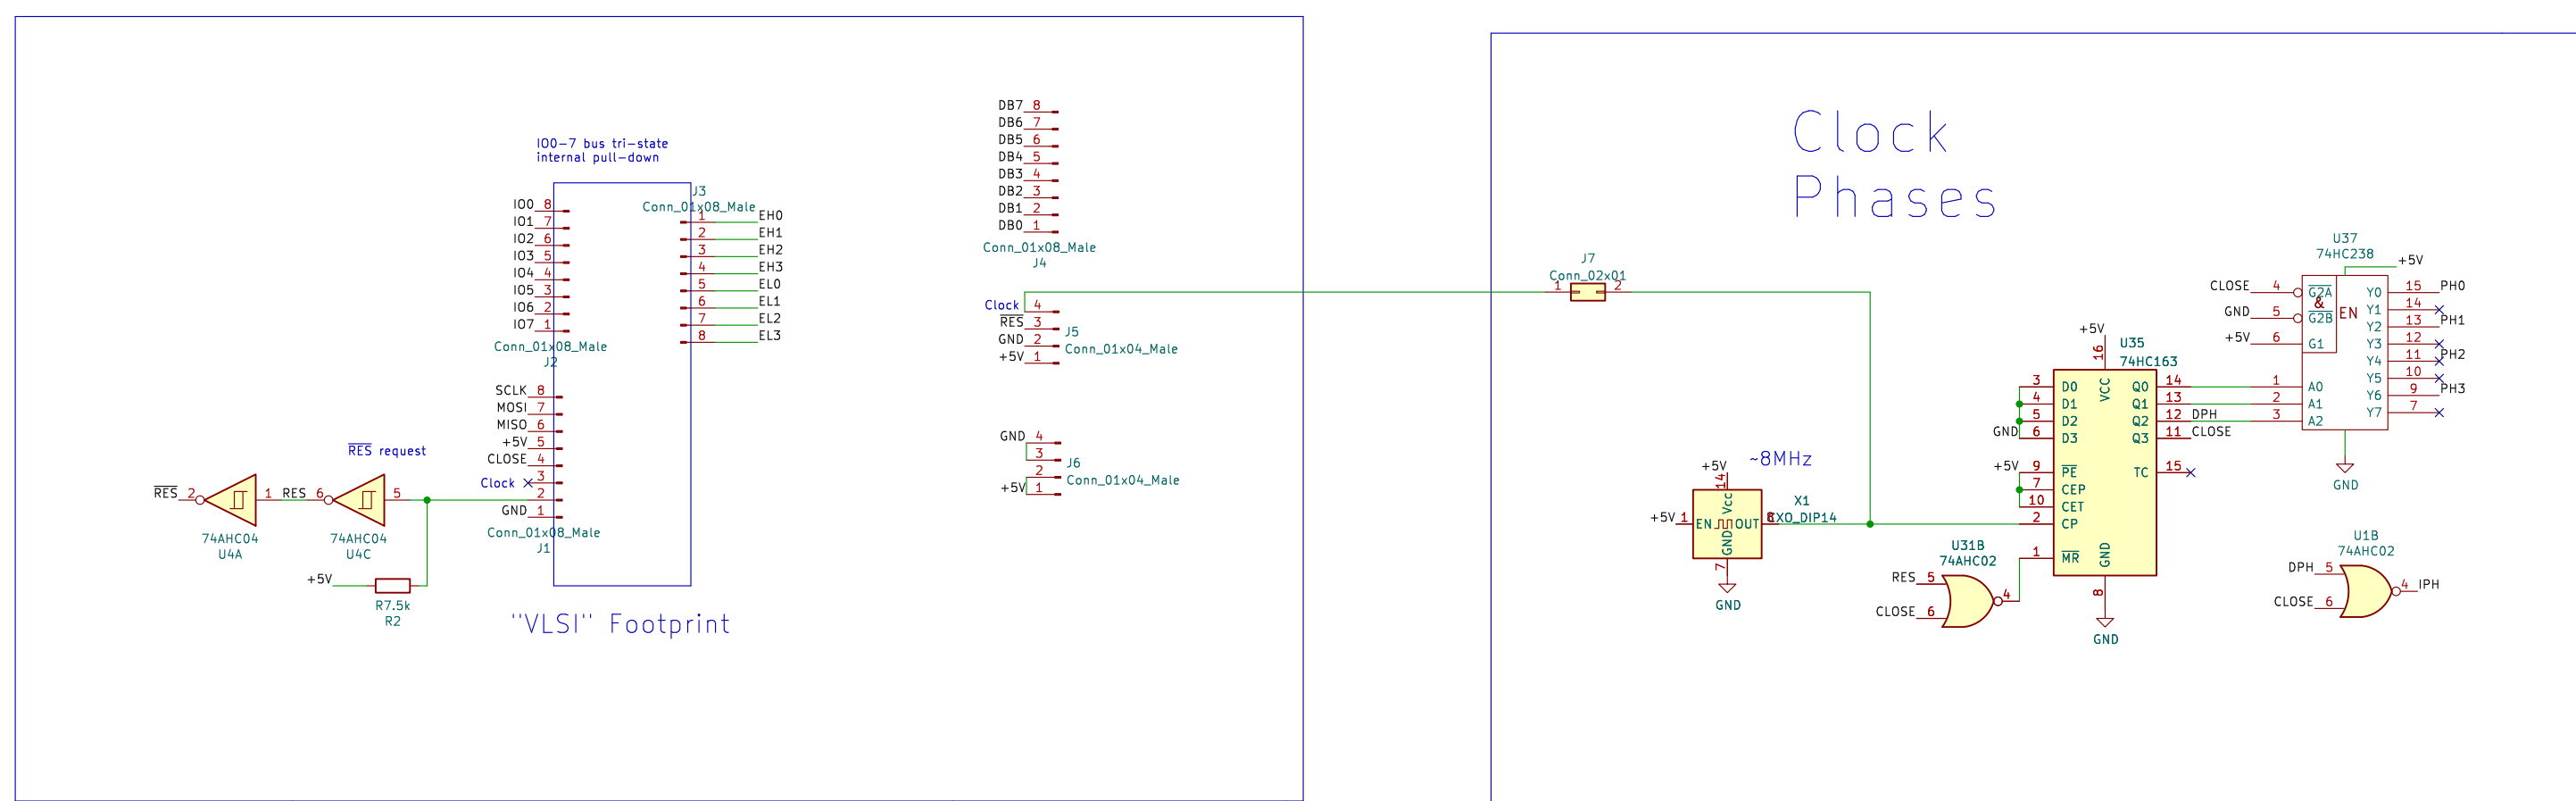 IO0-7 bus tri-state
internal pull-down
J3
Conn_01x08_Male
IO0 8
IO1 7
IO2 6
IO3 5
IO4 4
IO5 3
IO6 2
IO7 1
Conn_01x08_Male
J2
1 EH0
2 EH1
3 EH2
4 EH3
5 EL0
6 EL1
7 EL2
8 EL3
SCLK 8
MOSI 7
MISO 6
+5V 5
CLOSE 4
Clock 3
2
GND 1
Conn_01x08_Male
J1
RES request
RES 2
1 RES 6
5
74AHC04
U4A
74AHC04
U4C
+5V
R7.5k
R2
"VLSI" Footprint
DB7 8
DB6 7
DB5 6
DB4 5
DB3 4
DB2 3
DB1 2
DB0 1
Conn_01x08_Male
J4
Clock 4
RES 3
GND 2
+5V 1
J5
Conn_01x04_Male
GND 4
3
2
+5V 1
J6
Conn_01x04_Male
Clock
Phases
J7
Conn_02x01
1 2
~8MHz
+5V
14
Vcc
+5V 1 EN OUT 8
GND
7
GND
X1
CXO_DIP14
U31B
74AHC02
RES 5
CLOSE 6
4
+5V
16
VCC
U35
74HC163
3 D0 Q0 14
4 D1 Q1 13
5 D2 Q2 12 DPH
GND 6 D3 Q3 11 CLOSE
+5V 9 PE TC 15
7 CEP
10 CET
2 CP
1 MR
GND
8
GND
U37
74HC238
+5V
CLOSE 4 G2A
&
GND 5 G2B
EN
+5V 6 G1
1 A0
2 A1
3 A2
Y0 15 PH0
Y1 14
Y2 13 PH1
Y3 12
Y4 11 PH2
Y5 10
Y6 9 PH3
Y7 7
GND
U1B
74AHC02
DPH 5
CLOSE 6
4 IPH